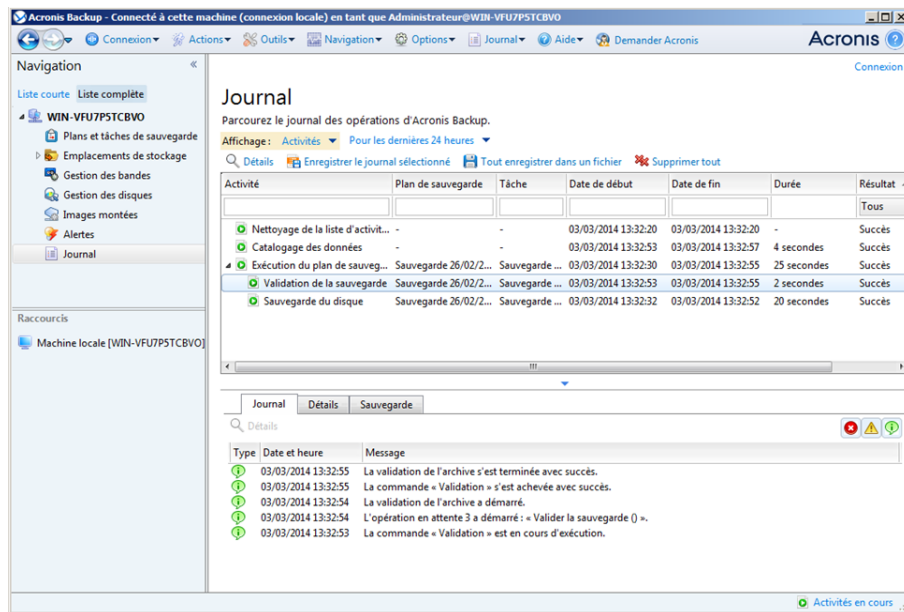 Acronis Backup - Connecté à cette machine (connexion locale) en tant que Administrateur@WIN-VFU7P5TCBVO
Connexion Actions Outils Navigation Options Journal Aide Demander Acronis Acronis
Navigation
Connexion
Liste courte Liste complète
WIN-VFU7P5TCBVO
Plans et tâches de sauvegarde
Emplacements de stockage
Gestion des bandes
Gestion des disques
Images montées
Alertes
Journal
Raccourcis
Machine locale [WIN-VFU7P5TCBVO]
Journal
Parcourez le journal des opérations d'Acronis Backup.
Affichage : Activités Pour les dernières 24 heures
Détails Enregistrer le journal sélectionné Tout enregistrer dans un fichier Supprimer tout
Activité Plan de sauvegarde Tâche Date de début Date de fin Durée Résultat
Tous
Nettoyage de la liste d'activit... - - 03/03/2014 13:32:20 03/03/2014 13:32:20 - Succès
Catalogage des données - - 03/03/2014 13:32:53 03/03/2014 13:32:57 4 secondes Succès
Exécution du plan de sauveg... Sauvegarde 26/02/2... Sauvegarde ... 03/03/2014 13:32:30 03/03/2014 13:32:55 25 secondes Succès
Validation de la sauvegarde Sauvegarde 26/02/2... Sauvegarde ... 03/03/2014 13:32:53 03/03/2014 13:32:55 2 secondes Succès
Sauvegarde du disque Sauvegarde 26/02/2... Sauvegarde ... 03/03/2014 13:32:32 03/03/2014 13:32:52 20 secondes Succès
Journal Détails Sauvegarde
Détails
Type Date et heure Message
03/03/2014 13:32:55 La validation de l'archive s'est terminée avec succès.
03/03/2014 13:32:55 La commande « Validation » s'est achevée avec succès.
03/03/2014 13:32:54 La validation de l'archive a démarré.
03/03/2014 13:32:54 L'opération en attente 3 a démarré : « Valider la sauvegarde () ».
03/03/2014 13:32:53 La commande « Validation » est en cours d'exécution.
Activités en cours